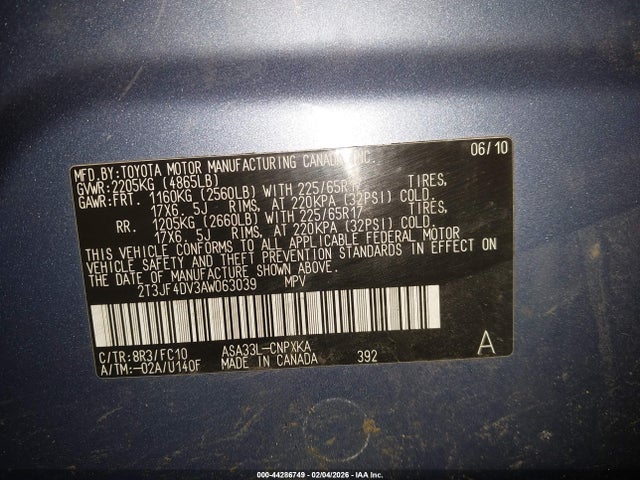 MFD.BY:TOYOTA MOTOR MANUFACTURING CANADA INC. 06/10
GVWR:2205KG (4865LB)
GAWR:FRT. 1160KG (2560LB) WITH 225/65R17 TIRES,
17X6.5J RIMS, AT 220KPA (32PSI) COLD.
RR. 1205KG (2660LB) WITH 225/65R17 TIRES,
17X6.5J RIMS, AT 220KPA (32PSI) COLD.
THIS VEHICLE CONFORMS TO ALL APPLICABLE FEDERAL MOTOR
VEHICLE SAFETY AND THEFT PREVENTION STANDARDS IN EFFECT ON
THE DATE OF MANUFACTURE SHOWN ABOVE.
2T3JF4DV3AW063039 MPV
C/TR:8R3/FC10 ASA33L-CNPXKA
A/TM:-02A/U140F MADE IN CANADA 392 A
000-44286749 - 02/04/2026 - IAA Inc.